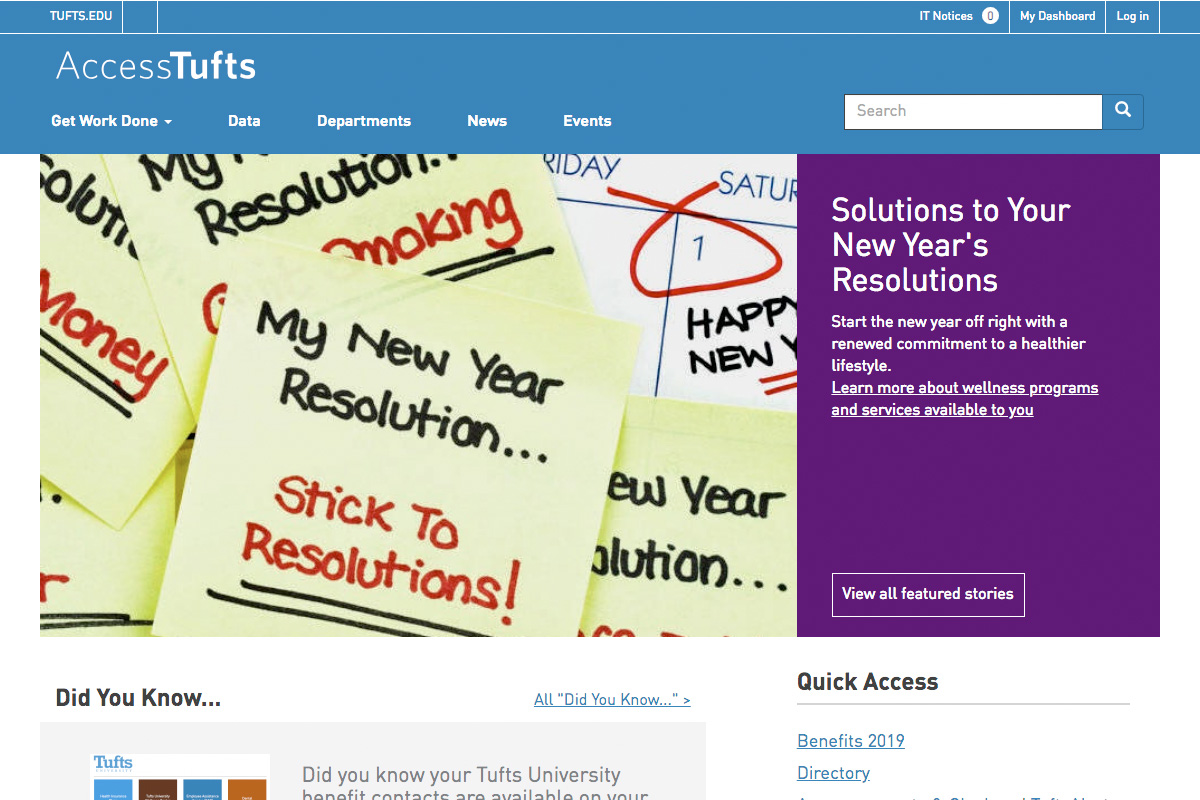 TUFTS.EDU
IT Notices 0
My Dashboard
Log in
AccessTufts
Get Work Done
Data
Departments
News
Events
Search
My
Resolution..
Smoking
Money
My New Year
Resolution...
Stick To
Resolutions!
RIDAY
SATUR
1
HAPPY
NEW Y
ew Year
olution...
Solutions to Your
New Year's
Resolutions
Start the new year off right with a
renewed commitment to a healthier
lifestyle.
Learn more about wellness programs
and services available to you
View all featured stories
Did You Know...
All "Did You Know..." >
Tufts
UNIVERSITY
Did you know your Tufts University
benefit contacts are available on your
Quick Access
Benefits 2019
Directory